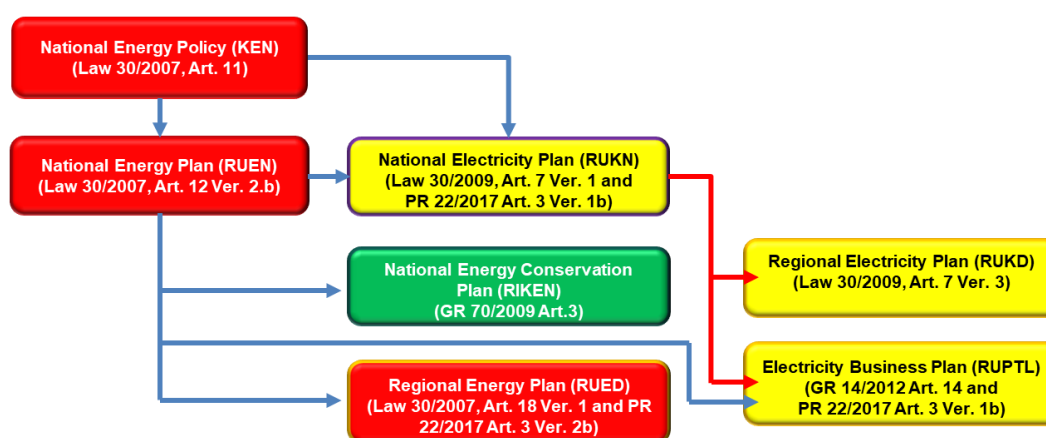 National Energy Policy (KEN)
(Law 30/2007, Art. 11)
National Energy Plan (RUEN)
(Law 30/2007, Art. 12 Ver. 2.b)
National Electricity Plan (RUKN)
(Law 30/2009, Art. 7 Ver. 1 and
PR 22/2017 Art. 3 Ver. 1b)
National Energy Conservation
Plan (RIKEN)
(GR 70/2009 Art.3)
Regional Electricity Plan (RUKD)
(Law 30/2009, Art. 7 Ver. 3)
Regional Energy Plan (RUED)
(Law 30/2007, Art. 18 Ver. 1 and PR
22/2017 Art. 3 Ver. 2b)
Electricity Business Plan (RUPTL)
(GR 14/2012 Art. 14 and
PR 22/2017 Art. 3 Ver. 1b)